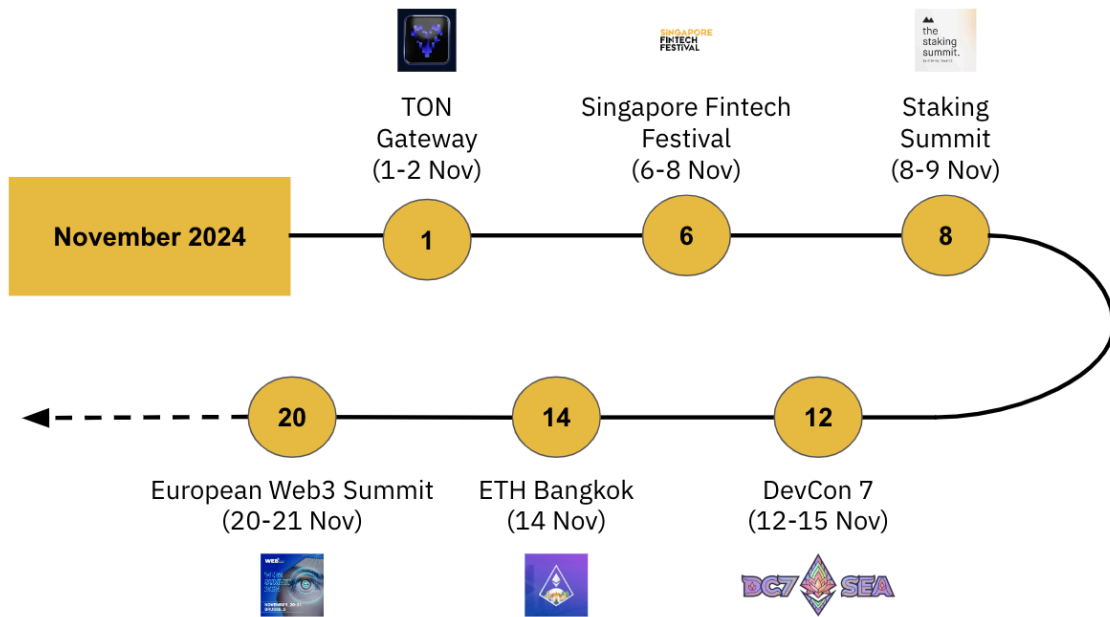 SINGAPORE
FINTECH
FESTIVAL
the
staking
summit.
TON
Gateway
(1-2 Nov)
Singapore Fintech
Festival
(6-8 Nov)
Staking
Summit
(8-9 Nov)
November 2024
1
6
8
20
14
12
European Web3 Summit
(20-21 Nov)
ETH Bangkok
(14 Nov)
DevCon 7
(12-15 Nov)
DC7 SEA